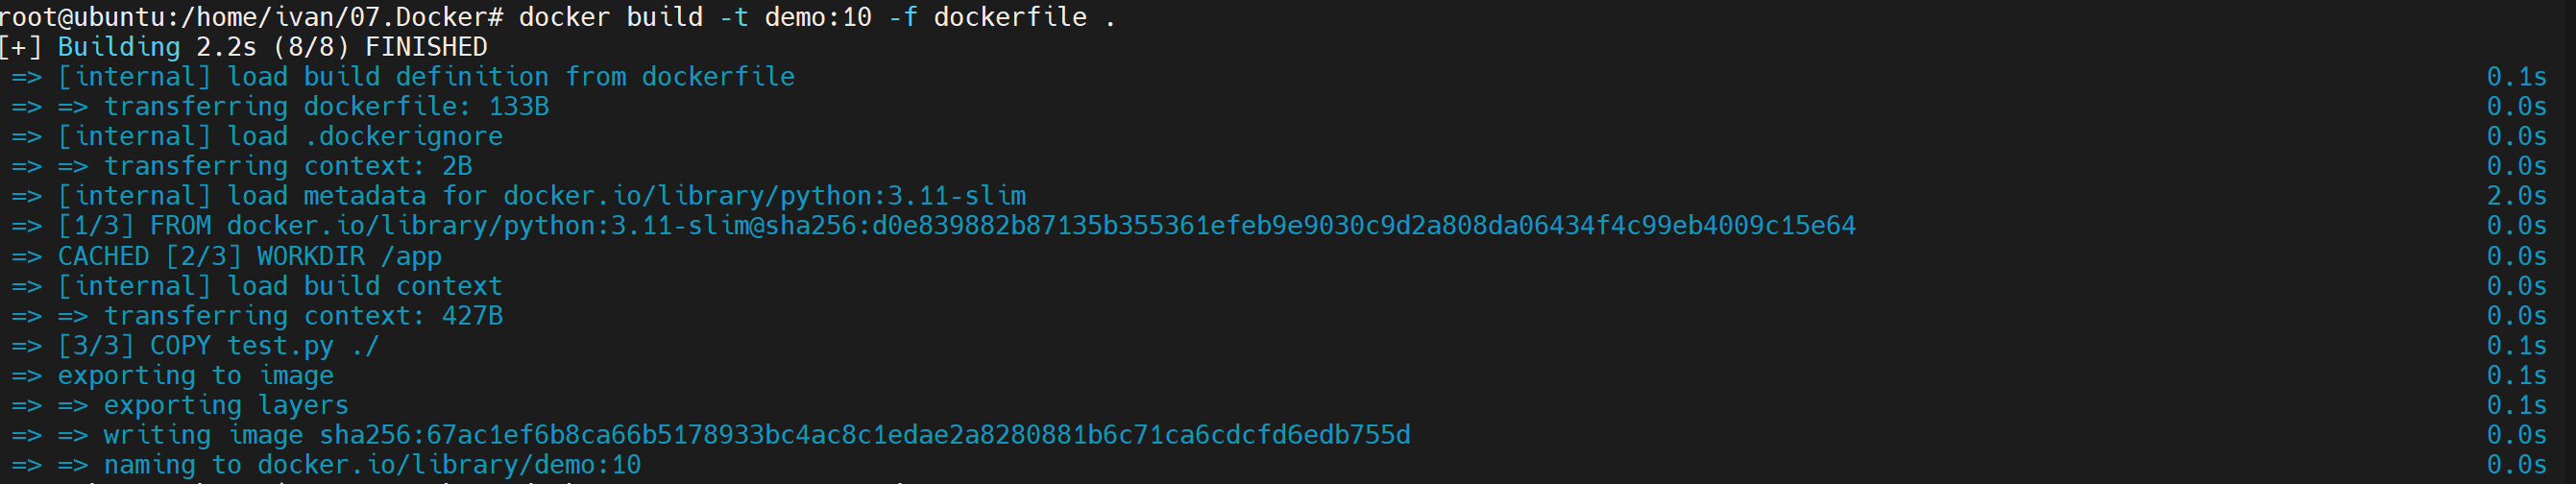 root@ubuntu:/home/ivan/07.Docker# docker build -t demo:10 -f dockerfile .
[+] Building 2.2s (8/8) FINISHED
=> [internal] load build definition from dockerfile 0.1s
=> => transferring dockerfile: 133B 0.0s
=> [internal] load .dockerignore 0.0s
=> => transferring context: 2B 0.0s
=> [internal] load metadata for docker.io/library/python:3.11-slim 2.0s
=> [1/3] FROM docker.io/library/python:3.11-slim@sha256:d0e839882b87135b355361efeb9e9030c9d2a808da06434f4c99eb4009c15e64 0.0s
=> CACHED [2/3] WORKDIR /app 0.0s
=> [internal] load build context 0.0s
=> => transferring context: 427B 0.0s
=> [3/3] COPY test.py ./ 0.1s
=> exporting to image 0.1s
=> => exporting layers 0.1s
=> => writing image sha256:67ac1ef6b8ca66b5178933bc4ac8c1edae2a8280881b6c71ca6cdcfd6edb755d 0.0s
=> => naming to docker.io/library/demo:10 0.0s